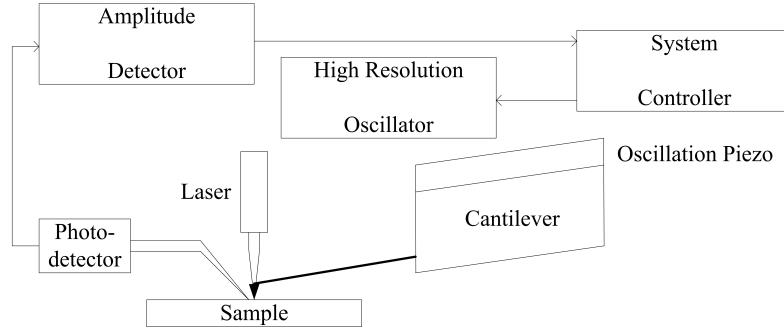 Amplitude
Detector
System
Controller
High Resolution
Oscillator
Oscillation Piezo
Laser
Cantilever
Photo-
detector
Sample